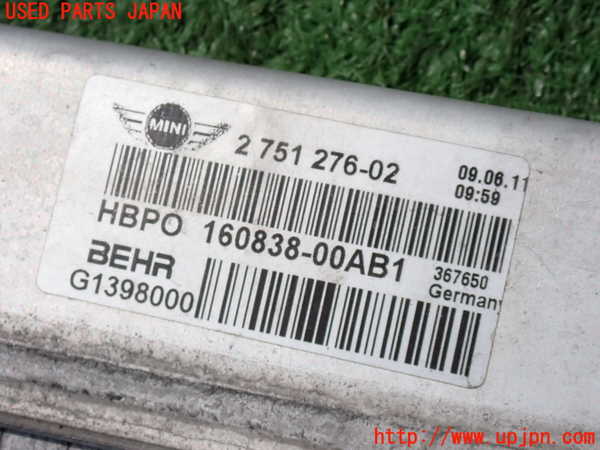 USED PARTS JAPAN
MINI
2 751 276-02
09.06.11
09:59
HBPO 160838-00AB1
BEHR
367650
Germany
G1398000
http://www.upjpn.com/